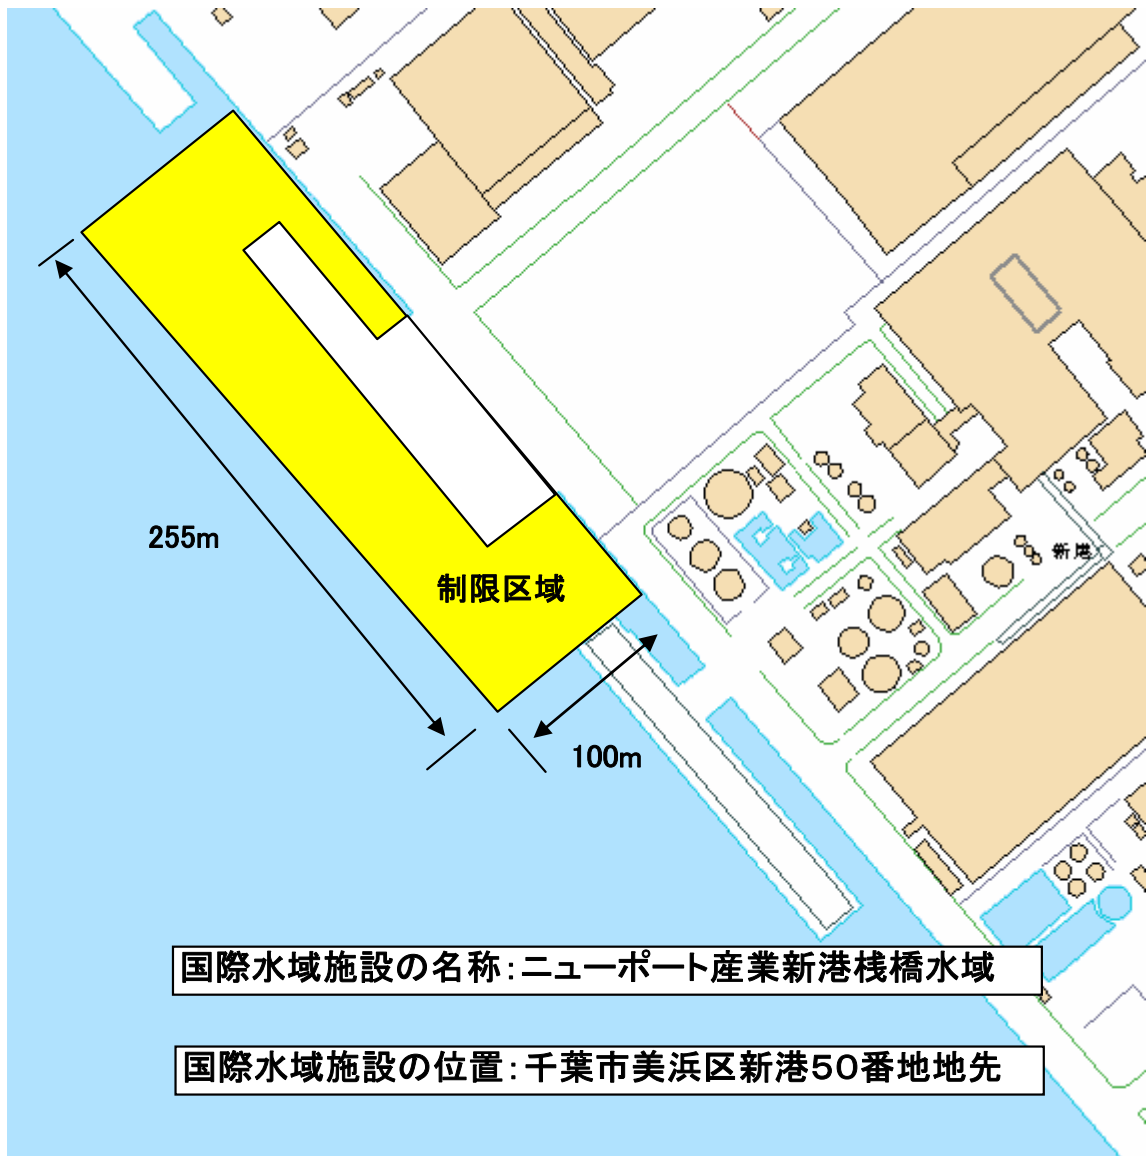 255m
制限区域
新港
100m
国際水域施設の名称:ニューポート産業新港桟橋水域
国際水域施設の位置:千葉市美浜区新港50番地地先